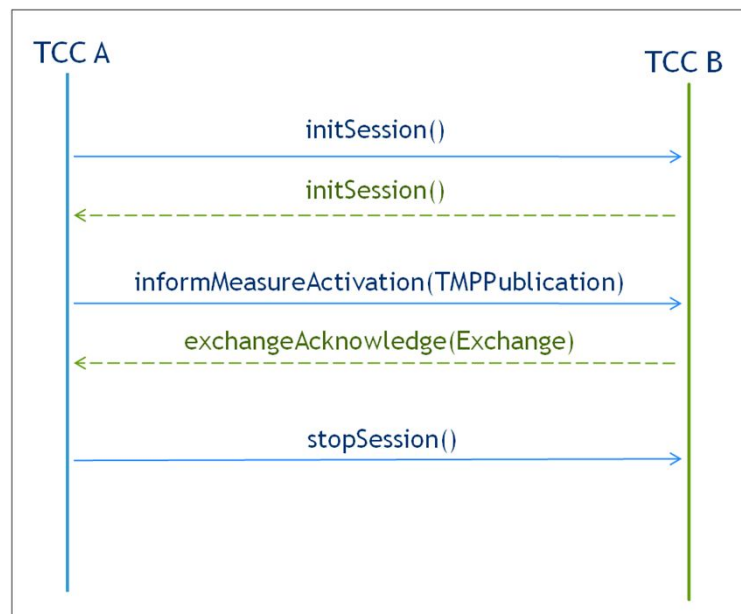 TCC A
TCC B
initSession()
initSession()
informMeasureActivation(TMPPublication)
exchangeAcknowledge(Exchange)
stopSession()